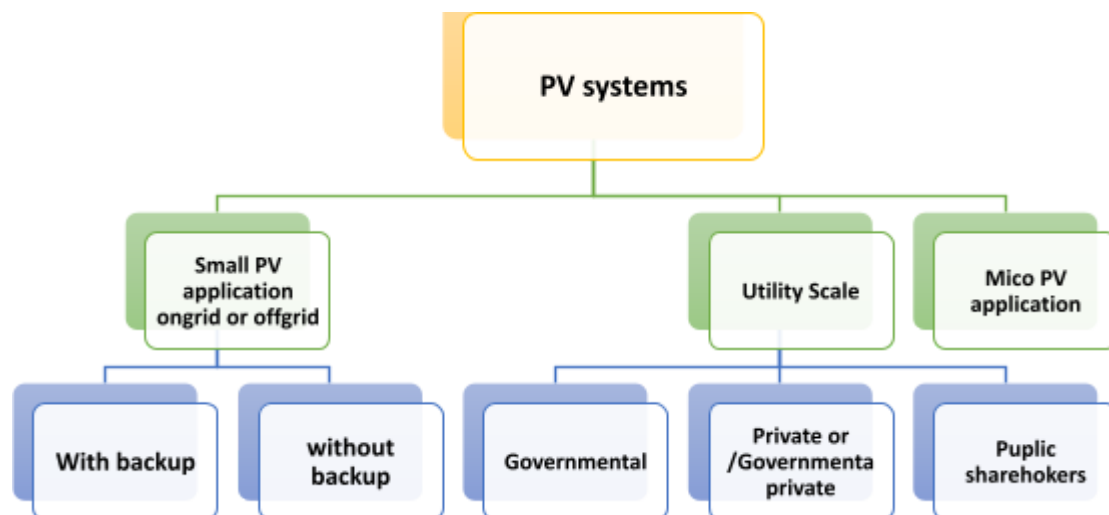 PV systems
Small PV
application
ongrid or offgrid
Utility Scale
Mico PV
application
With backup
without
backup
Governmental
Private or
/Governmenta
private
Puplic
sharehokers